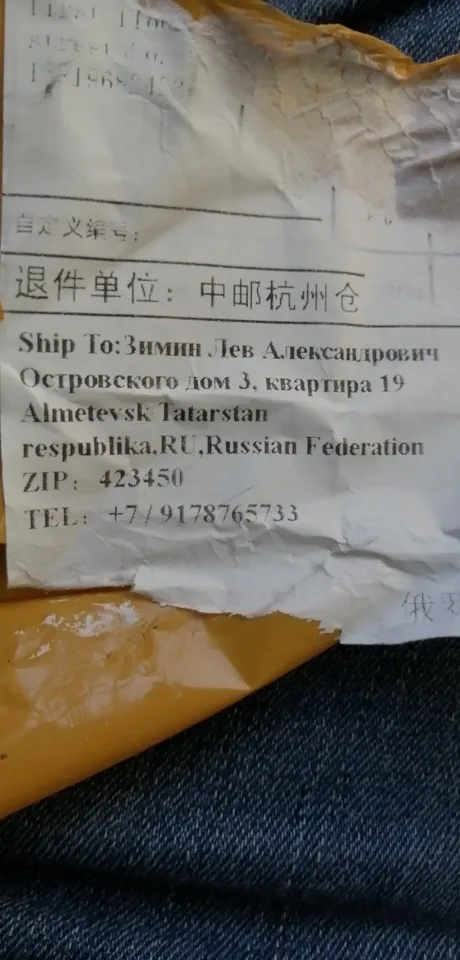 自定义编号:
退件单位: 中邮杭州仓
Ship To:Зимин Лев Александрович
Островского дом 3, квартира 19
Almetevsk Tatarstan
respublika,RU,Russian Federation
ZIP: 423450
TEL: +7/9178765733
俄